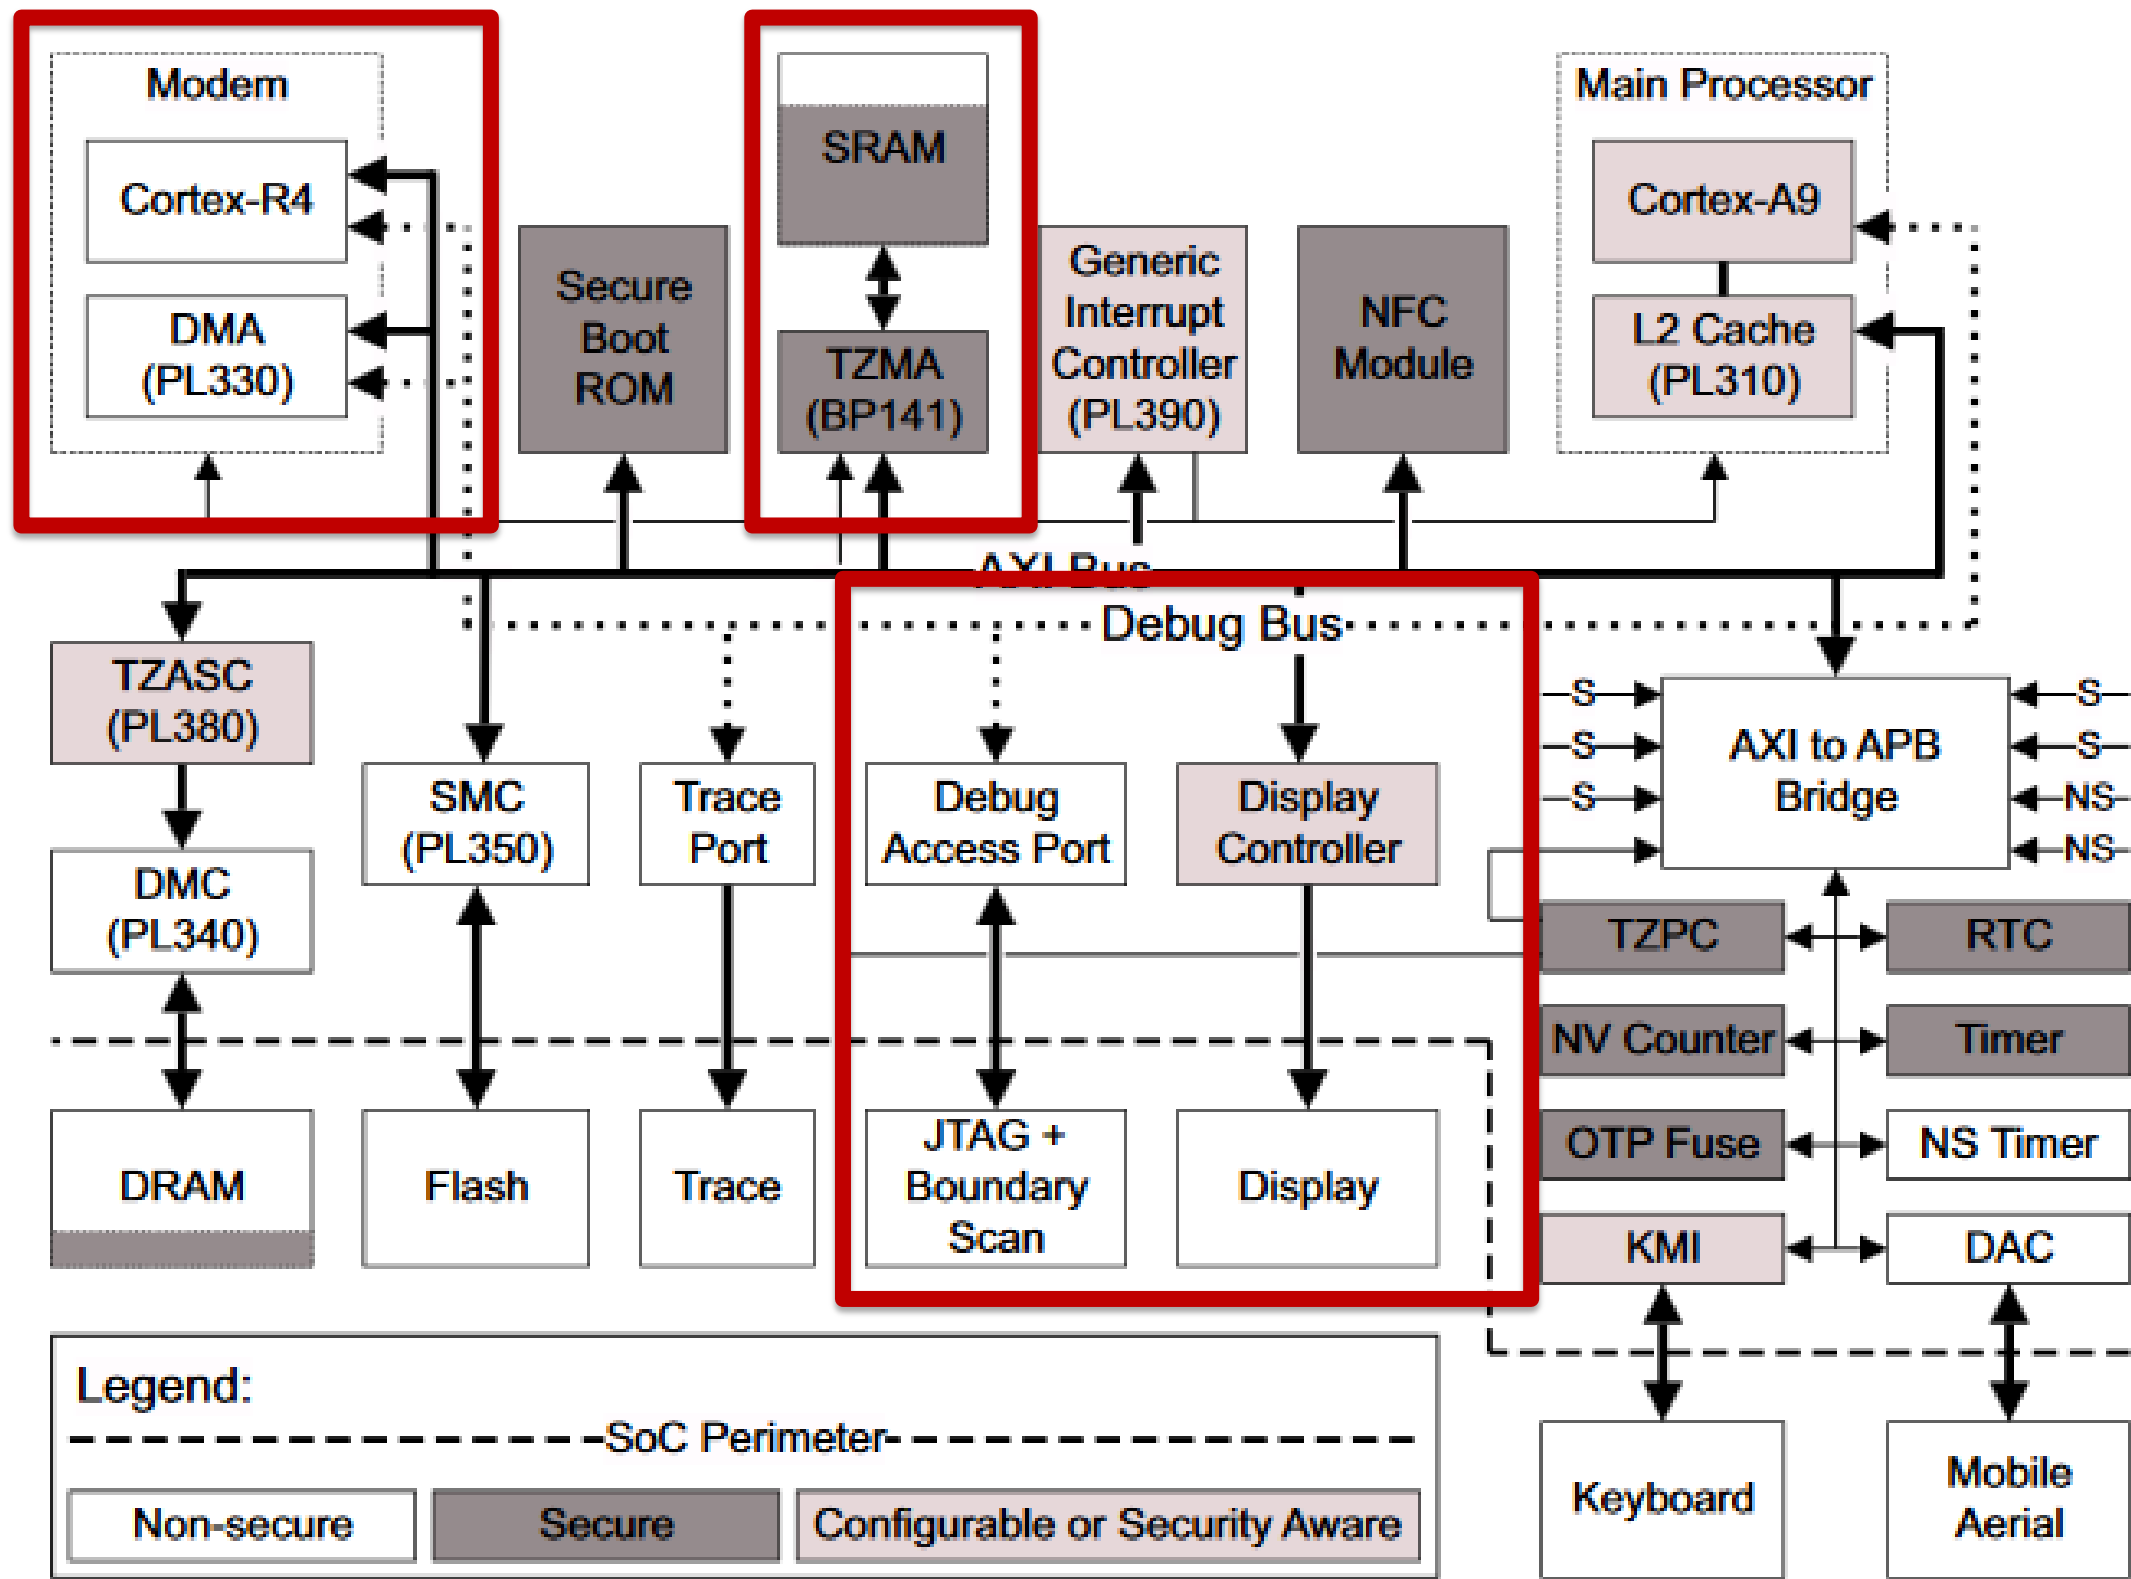 Modem
Cortex-R4
DMA
(PL330)
Secure
Boot
ROM
SRAM
TZMA
(BP141)
Generic
Interrupt
Controller
(PL390)
NFC
Module
Main Processor
Cortex-A9
L2 Cache
(PL310)
AXI Bus
Debug Bus
TZASC
(PL380)
DMC
(PL340)
SMC
(PL350)
Trace
Port
Debug
Access Port
Display
Controller
S
S
S
AXI to APB
Bridge
S
S
NS
NS
TZPC
RTC
NV Counter
Timer
OTP Fuse
NS Timer
KMI
DAC
DRAM
Flash
Trace
JTAG +
Boundary
Scan
Display
Keyboard
Mobile
Aerial
Legend:
SoC Perimeter
Non-secure
Secure
Configurable or Security Aware